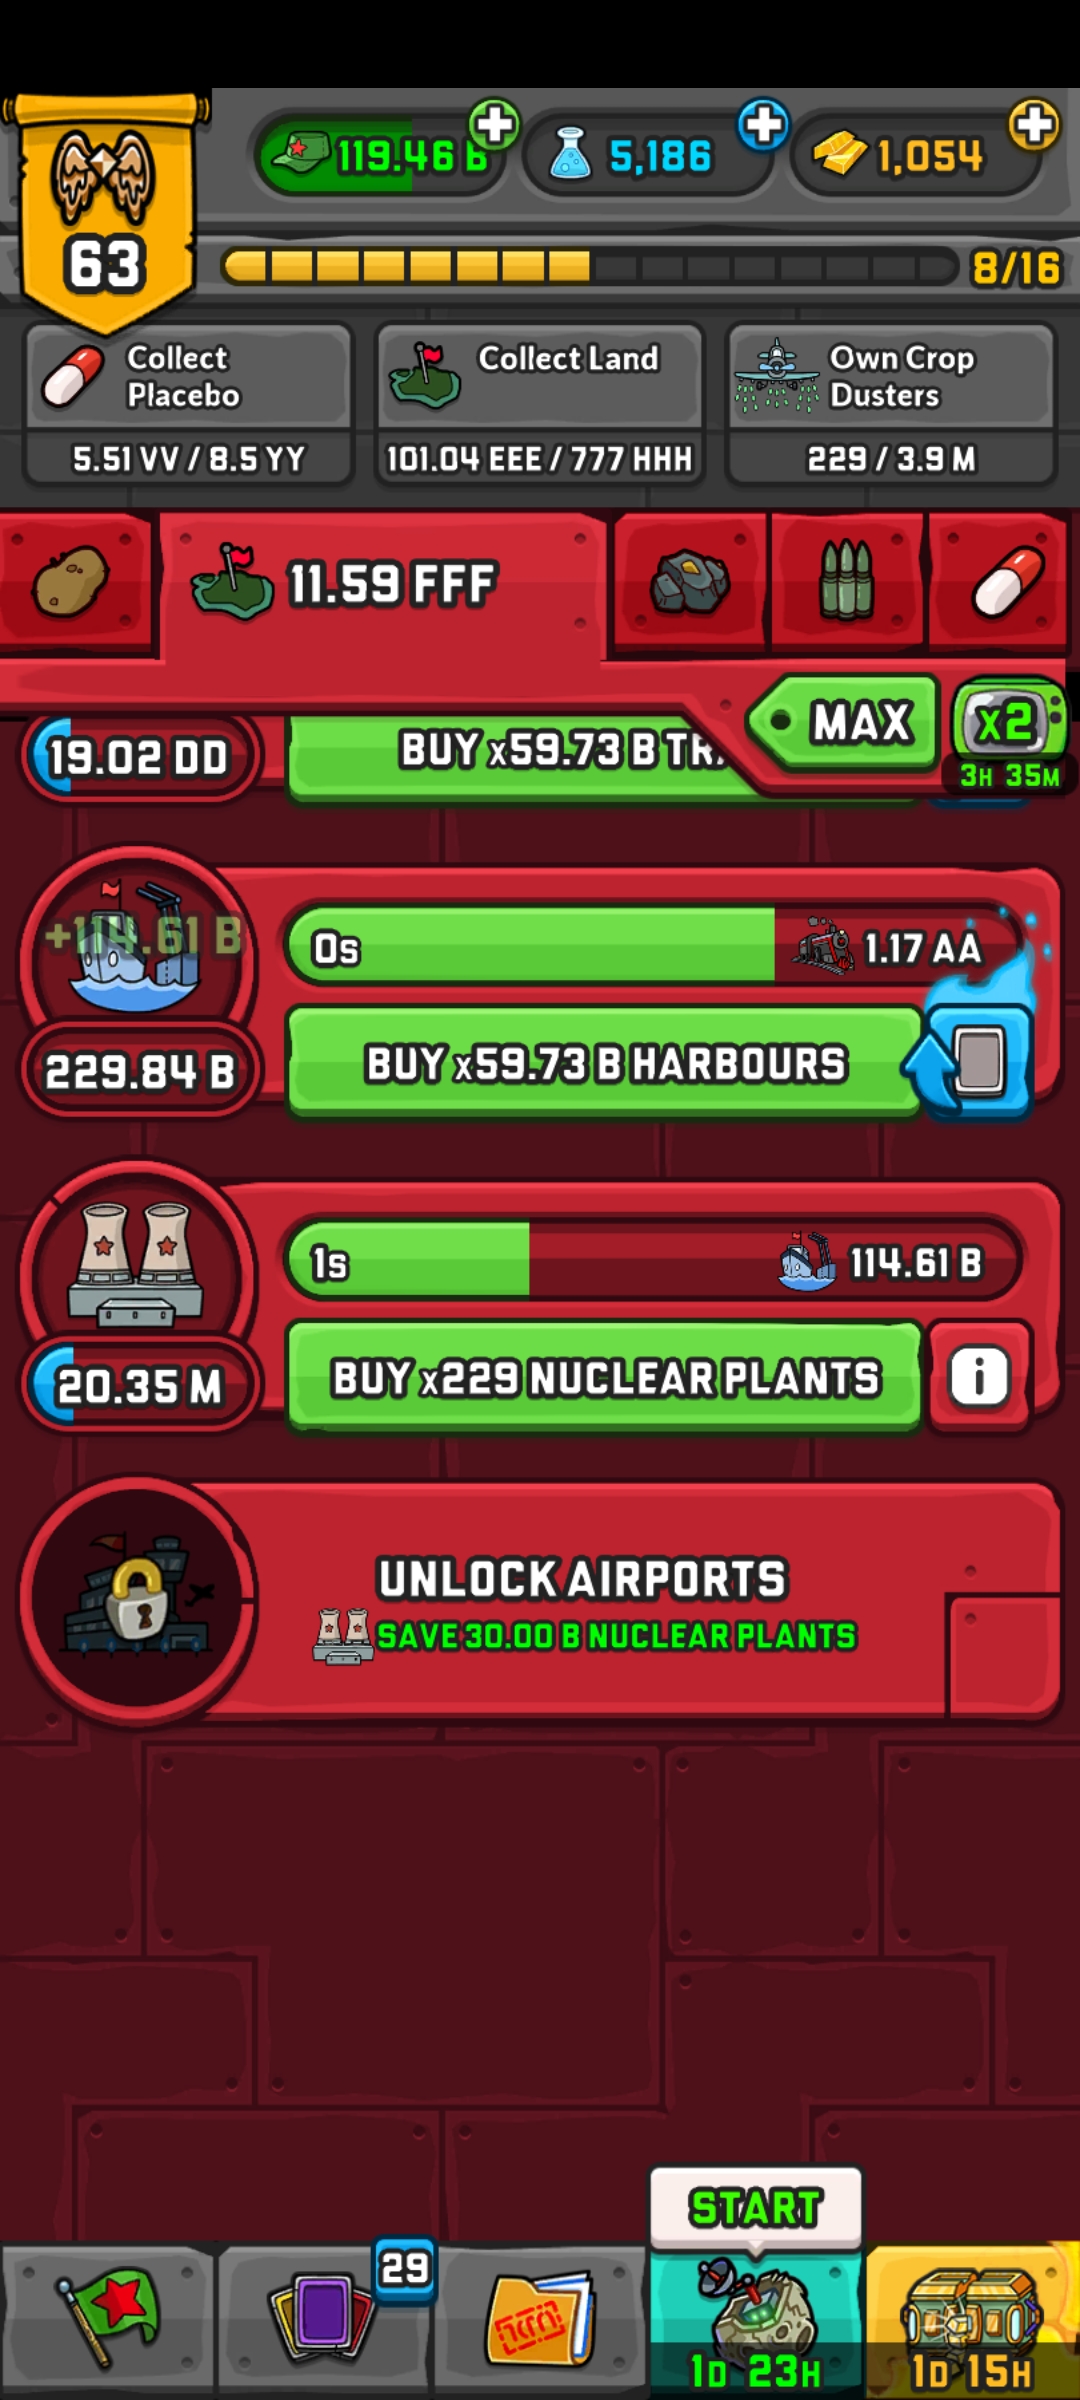 63
119.46 B
5,186
1,054
8/16
Collect
Placebo
5.51 VV / 8.5 YY
Collect Land
101.04 EEE / 777 HHH
Own Crop
Dusters
229 / 3.9 M
11.59 FFF
MAX
x2
3H 35M
19.02 DD
BUY x59.73 B
+114.61 B
0s
1.17 AA
229.84 B
BUY x59.73 B HARBOURS
1s
114.61 B
20.35 M
BUY x229 NUCLEAR PLANTS
i
UNLOCK AIRPORTS
SAVE 30.00 B NUCLEAR PLANTS
START
29
1D 23H
1D 15H